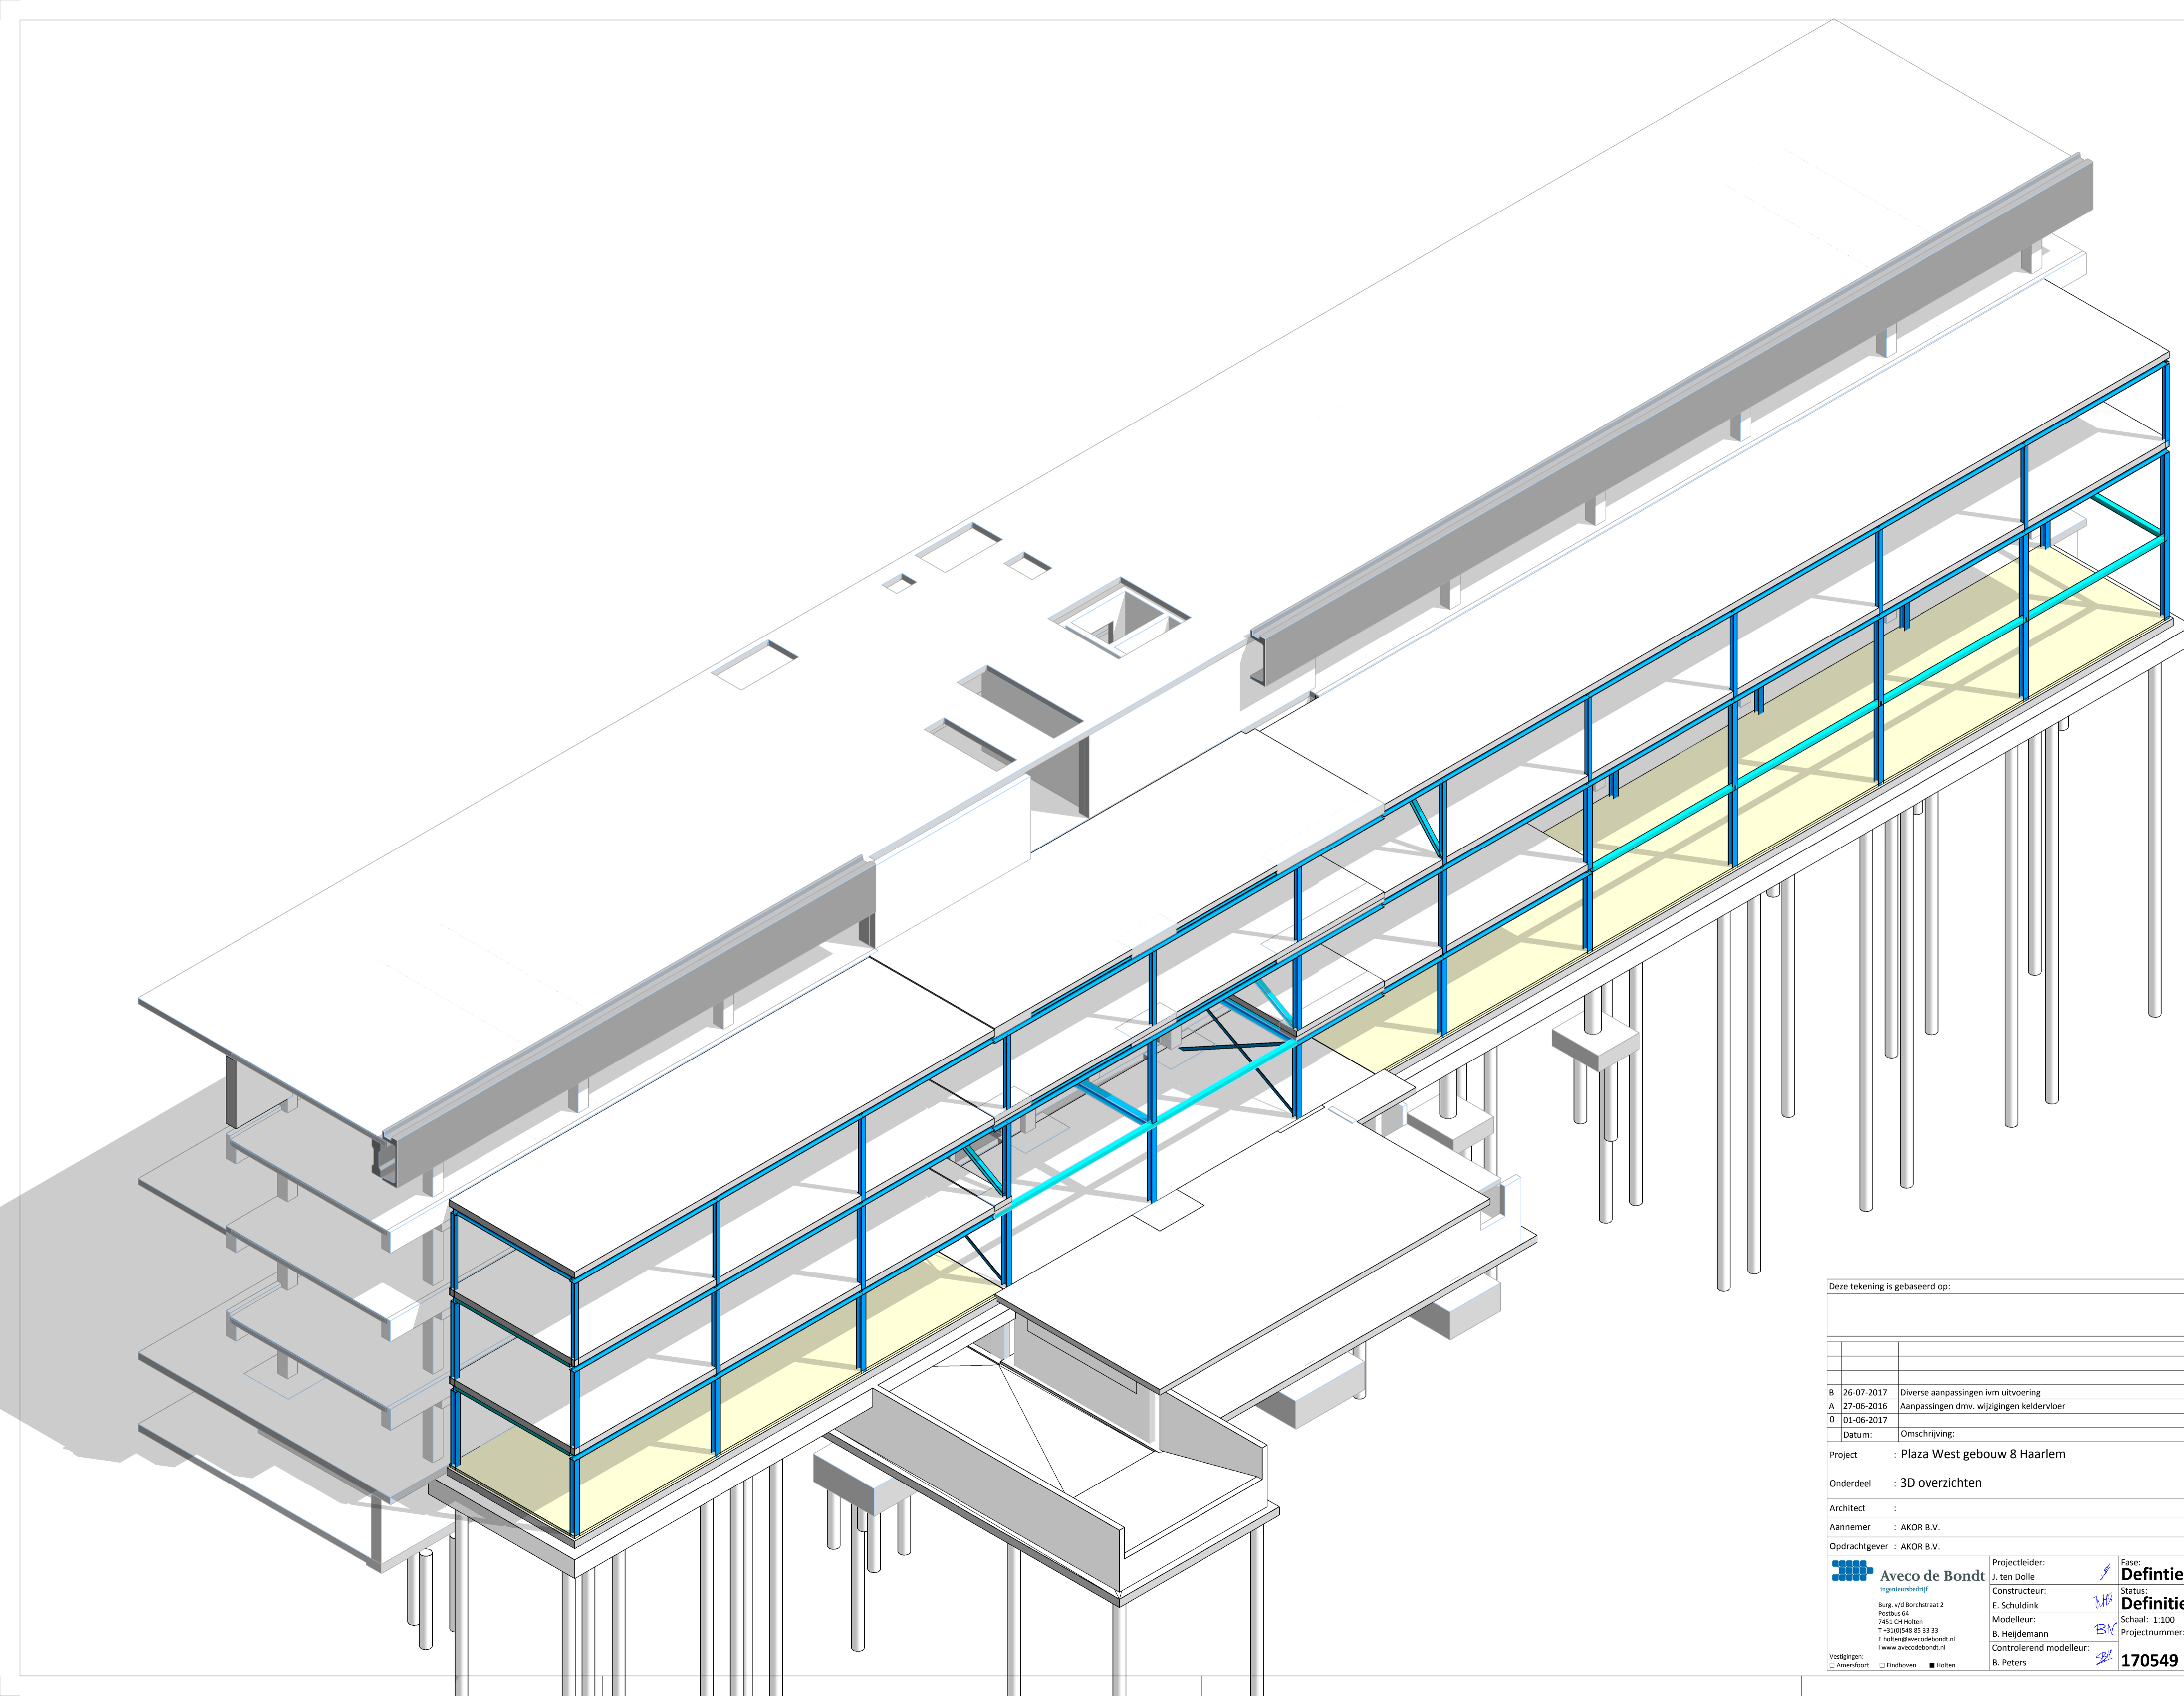 Deze tekening is gebaseerd op:
B 26-07-2017 Diverse aanpassingen ivm uitvoering
A 27-06-2016 Aanpassingen dmv. wijzigingen keldervloer
0 01-06-2017
Datum: Omschrijving:
Project : Plaza West gebouw 8 Haarlem
Onderdeel : 3D overzichten
Architect :
Aannemer : AKOR B.V.
Opdrachtgever : AKOR B.V.
Aveco de Bondt
ingenieursbedrijf
Burg. v/d Borchstraat 2
Postbus 64
7451 CH Holten
T +31(0)548 85 33 33
E holten@avecodebondt.nl
I www.avecodebondt.nl
Vestigingen:
Amersfoort Eindhoven Holten
Projectleider:
J. ten Dolle
Constructeur:
E. Schuldink
Modelleur:
B. Heijdemann
Controlerend modelleur:
B. Peters
Fase:
Defintie
Status:
Definitie
Schaal: 1:100
Projectnummer:
170549